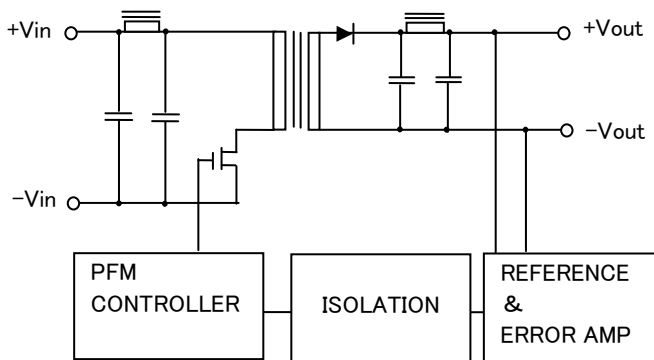 +Vin
+Vout
−Vout
−Vin
PFM
CONTROLLER
ISOLATION
REFERENCE
&
ERROR AMP